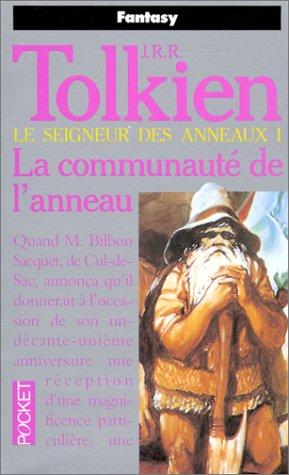 Fantasy
J.R.R.
Tolkien
LE SEIGNEUR DES ANNEAUX I
La communauté de
l'anneau
Quand M. Bilbon
Sacquet, de Cul-de-
Sac, annonça qu'il
donnerait à l'occa-
sion de son un-
décante-unième
anniversaire une
réception
d'une magni-
ficence parti-
culière, une
POCKET